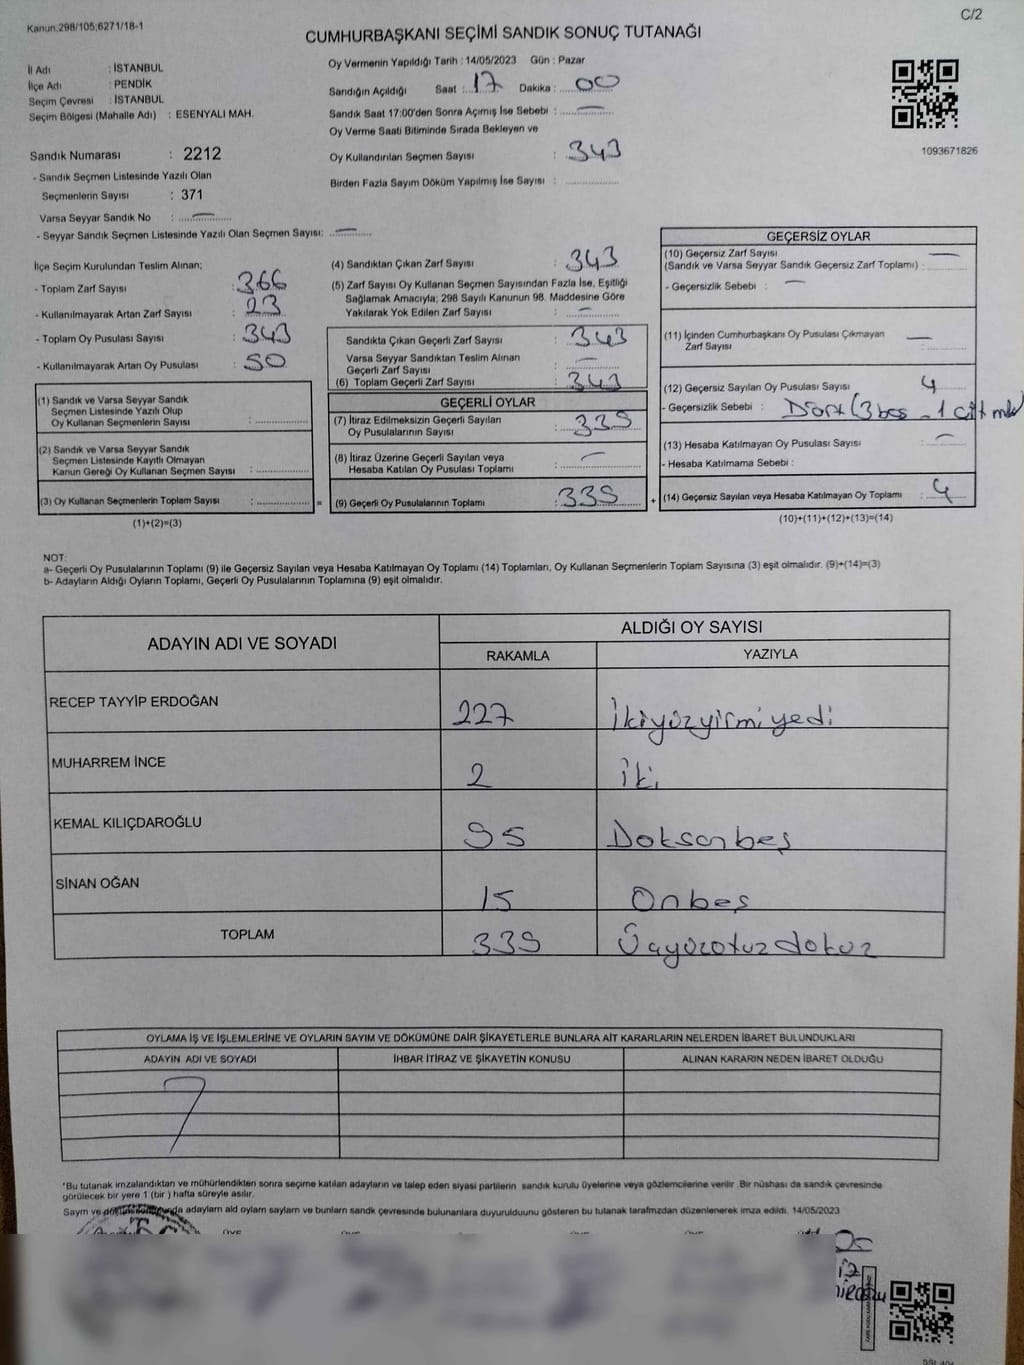 Kanun.298/105;6271/18-1
C/2
CUMHURBAŞKANI SEÇİMİ SANDIK SONUÇ TUTANAĞI
İl Adı : İSTANBUL
İlçe Adı : PENDİK
Seçim Çevresi : İSTANBUL
Seçim Bölgesi (Mahalle Adı) : ESENYALI MAH.
Sandık Numarası : 2212
- Sandık Seçmen Listesinde Yazılı Olan
Seçmenlerin Sayısı : 371
Varsa Seyyar Sandık No : —
- Seyyar Sandık Seçmen Listesinde Yazılı Olan Seçmen Sayısı: —
Oy Vermenin Yapıldığı Tarih : 14/05/2023 Gün : Pazar
Sandığın Açıldığı Saat : 17 Dakika : 00
Sandık Saat 17:00'den Sonra Açımış İse Sebebi : —
Oy Verme Saati Bitiminde Sırada Bekleyen ve
Oy Kullandırılan Seçmen Sayısı : 343
Birden Fazla Sayım Döküm Yapılmış İse Sayısı :
1093671826
İlçe Seçim Kurulundan Teslim Alınan;
- Toplam Zarf Sayısı : 366
- Kullanılmayarak Artan Zarf Sayısı : 23
- Toplam Oy Pusulası Sayısı : 343
- Kullanılmayarak Artan Oy Pusulası : 50
(1) Sandık ve Varsa Seyyar Sandık
Seçmen Listesinde Yazılı Olup
Oy Kullanan Seçmenlerin Sayısı :
(2) Sandık ve Varsa Seyyar Sandık
Seçmen Listesinde Kayıtlı Olmayan
Kanun Gereği Oy Kullanan Seçmen Sayısı :
(3) Oy Kullanan Seçmenlerin Toplam Sayısı : =
(1)+(2)=(3)
(4) Sandıktan Çıkan Zarf Sayısı : 343
(5) Zarf Sayısı Oy Kullanan Seçmen Sayısından Fazla İse, Eşitliği
Sağlamak Amacıyla; 298 Sayılı Kanunun 98. Maddesine Göre
Yakılarak Yok Edilen Zarf Sayısı : —
Sandıkta Çıkan Geçerli Zarf Sayısı : 343
Varsa Seyyar Sandıktan Teslim Alınan
Geçerli Zarf Sayısı : —
(6) Toplam Geçerli Zarf Sayısı : 343
GEÇERLİ OYLAR
(7) İtiraz Edilmeksizin Geçerli Sayılan
Oy Pusulalarının Sayısı : 339
(8) İtiraz Üzerine Geçerli Sayılan veya
Hesaba Katılan Oy Pusulası Toplamı : —
(9) Geçerli Oy Pusulalarının Toplamı : 339 +
GEÇERSİZ OYLAR
(10) Geçersiz Zarf Sayısı —
(Sandık ve Varsa Seyyar Sandık Geçersiz Zarf Toplamı) :
- Geçersizlik Sebebi : —
(11) İçinden Cumhurbaşkanı Oy Pusulası Çıkmayan
Zarf Sayısı : —
(12) Geçersiz Sayılan Oy Pusulası Sayısı : 4
- Geçersizlik Sebebi : Dört (3 boş - 1 çift
(13) Hesaba Katılmayan Oy Pusulası Sayısı : —
- Hesaba Katılmama Sebebi :
(14) Geçersiz Sayılan veya Hesaba Katılmayan Oy Toplamı : 4
(10)+(11)+(12)+(13)=(14)
NOT:
a- Geçerli Oy Pusulalarının Toplamı (9) ile Geçersiz Sayılan veya Hesaba Katılmayan Oy Toplamı (14) Toplamları, Oy Kullanan Seçmenlerin Toplam Sayısına (3) eşit olmalıdır. (9)+(14)=(3)
b- Adayların Aldığı Oyların Toplamı, Geçerli Oy Pusulalarının Toplamına (9) eşit olmalıdır.
ADAYIN ADI VE SOYADI
ALDIĞI OY SAYISI
RAKAMLA YAZIYLA
RECEP TAYYİP ERDOĞAN 227 İkiyüzyirmiyedi
MUHARREM İNCE 2 İki
KEMAL KILIÇDAROĞLU 95 Doksanbeş
SİNAN OĞAN 15 Onbeş
TOPLAM 339 Üçyüzotuzdokuz
OYLAMA İŞ VE İŞLEMLERİNE VE OYLARIN SAYIM VE DÖKÜMÜNE DAİR ŞİKAYETLERLE BUNLARA AİT KARARLARIN NELERDEN İBARET BULUNDUKLARI
ADAYIN ADI VE SOYADI İHBAR İTİRAZ VE ŞİKAYETİN KONUSU ALINAN KARARIN NEDEN İBARET OLDUĞU
*Bu tutanak imzalandıktan ve mühürlendikten sonra seçime katılan adayların ve talep eden siyasi partilerin sandık kurulu üyelerine veya gözlemcilerine verilir. Bir nüshası da sandık çevresinde
görülecek bir yere 1 (bir ) hafta süreyle asılır.
Sayım ve adayların ald oyların sayların ve bunların sandk çevresinde bulunanlara duyurulduunu gösteren bu tutanak tarafmzdan düzenlenerek imza edildi. 14/05/2023